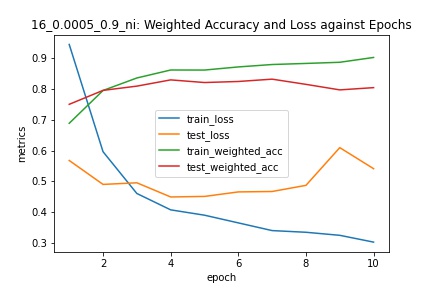 16_0.0005_0.9_ni: Weighted Accuracy and Loss against Epochs
0.9
0.8
0.7
0.6
0.5
0.4
0.3
metrics
train_loss
test_loss
train_weighted_acc
test_weighted_acc
2
4
6
8
10
epoch